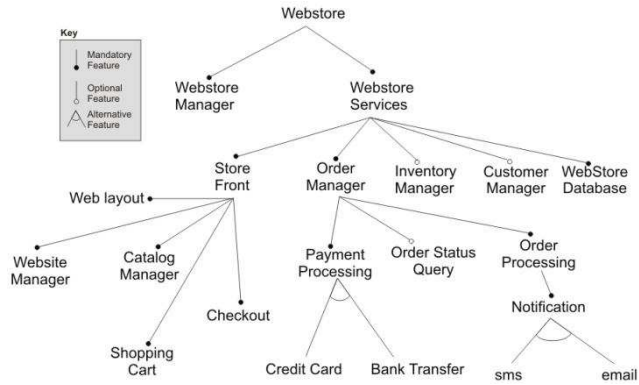 Webstore
Key
Mandatory
Feature
Optional
Feature
Alternative
Feature
Webstore
Manager
Webstore
Services
Store
Front
Order
Manager
Inventory
Manager
Customer
Manager
WebStore
Database
Web layout
Website
Manager
Catalog
Manager
Shopping
Cart
Checkout
Payment
Processing
Order Status
Query
Order
Processing
Notification
Credit Card
Bank Transfer
sms
email